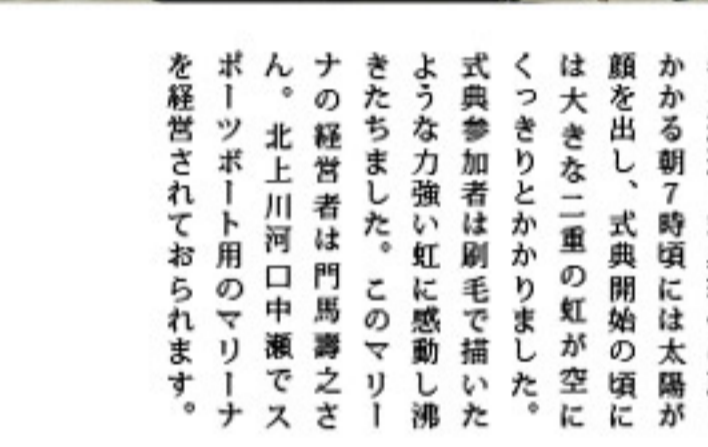 かかる朝7時頃には太陽が
顔を出し、式典開始の頃に
は大きな二重の虹が空に
くっきりとかかりました。
式典参加者は刷毛で描いた
ような力強い虹に感動し沸
きたちました。このマリー
ナの経営者は門馬壽之さ
ん。北上川河口中瀬でス
ポーツボート用のマリーナ
を経営されております。